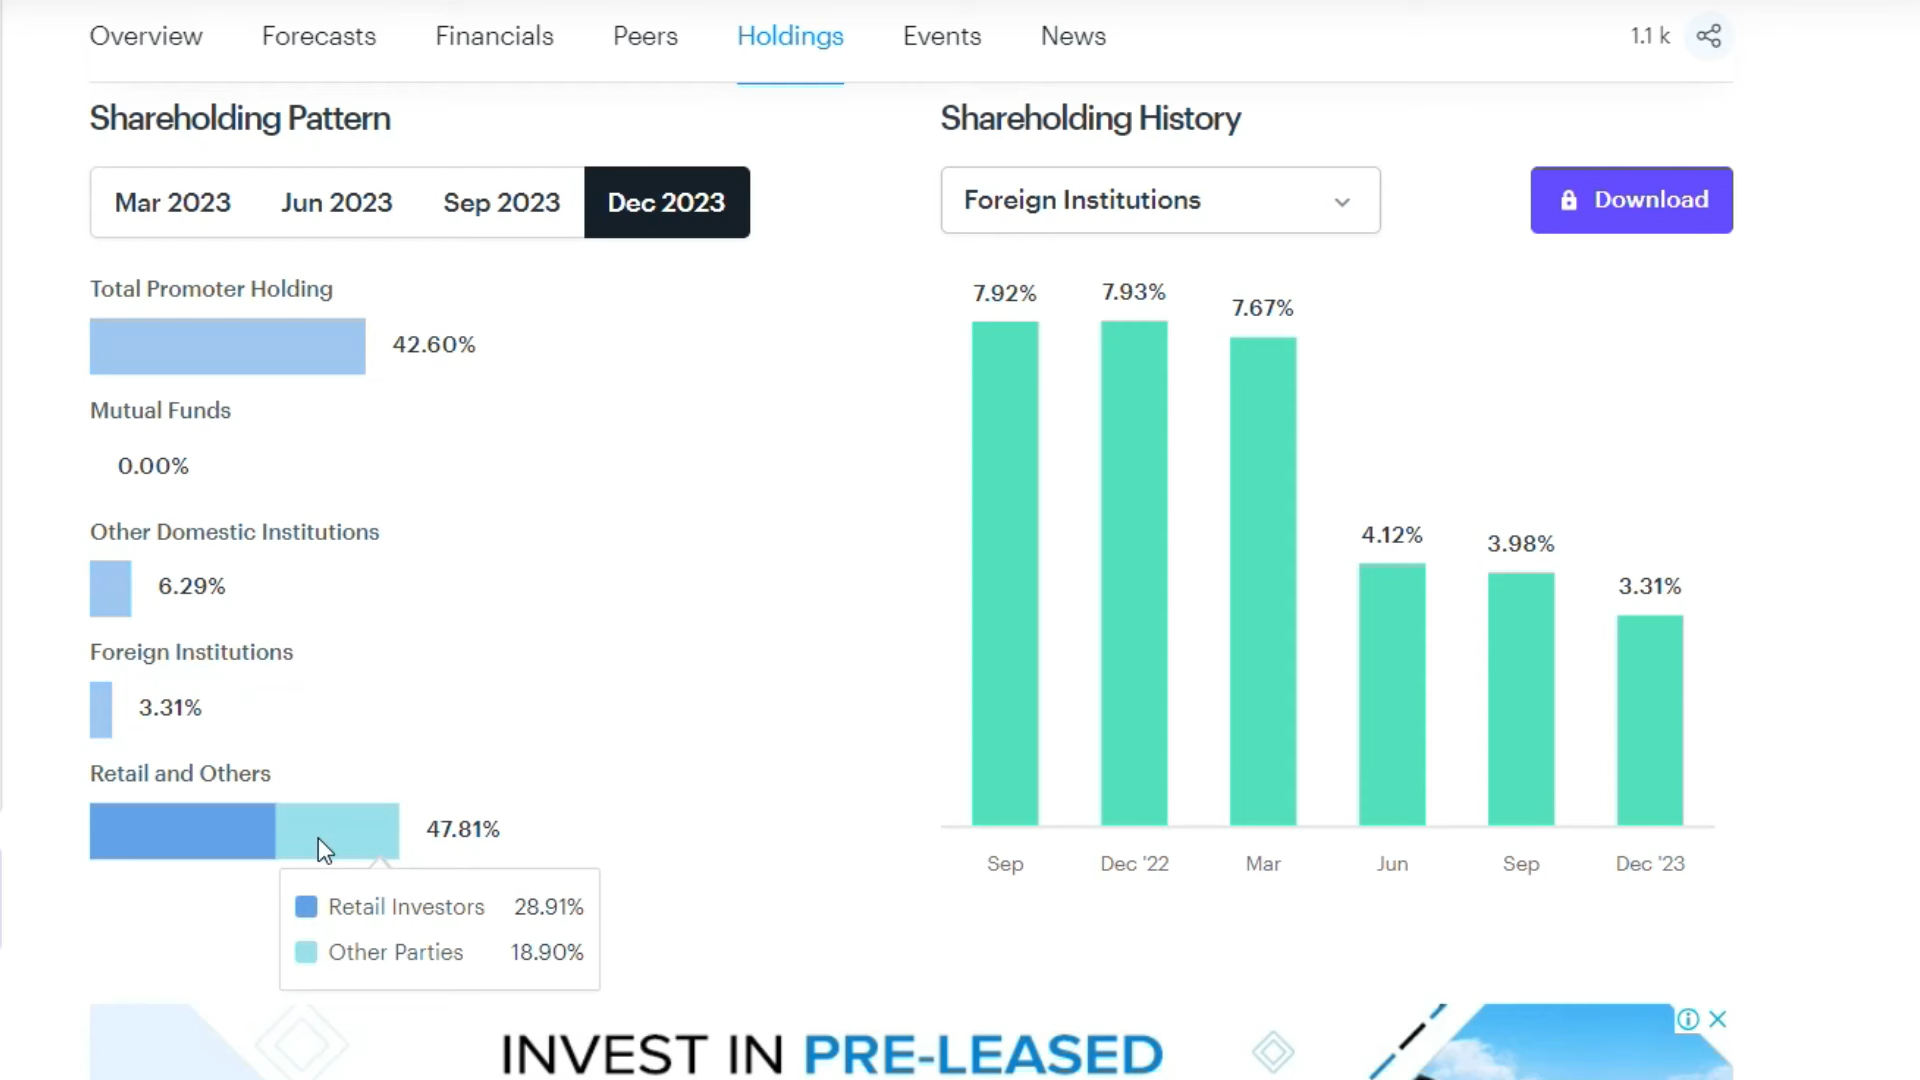 Overview Forecasts Financials Peers Holdings Events News 1.1 k
Shareholding Pattern
Mar 2023 Jun 2023 Sep 2023 Dec 2023
Total Promoter Holding
42.60%
Mutual Funds
0.00%
Other Domestic Institutions
6.29%
Foreign Institutions
3.31%
Retail and Others
47.81%
Retail Investors 28.91%
Other Parties 18.90%
Shareholding History
Foreign Institutions Download
7.92% 7.93% 7.67% 4.12% 3.98% 3.31%
Sep Dec '22 Mar Jun Sep Dec '23
INVEST IN PRE-LEASED